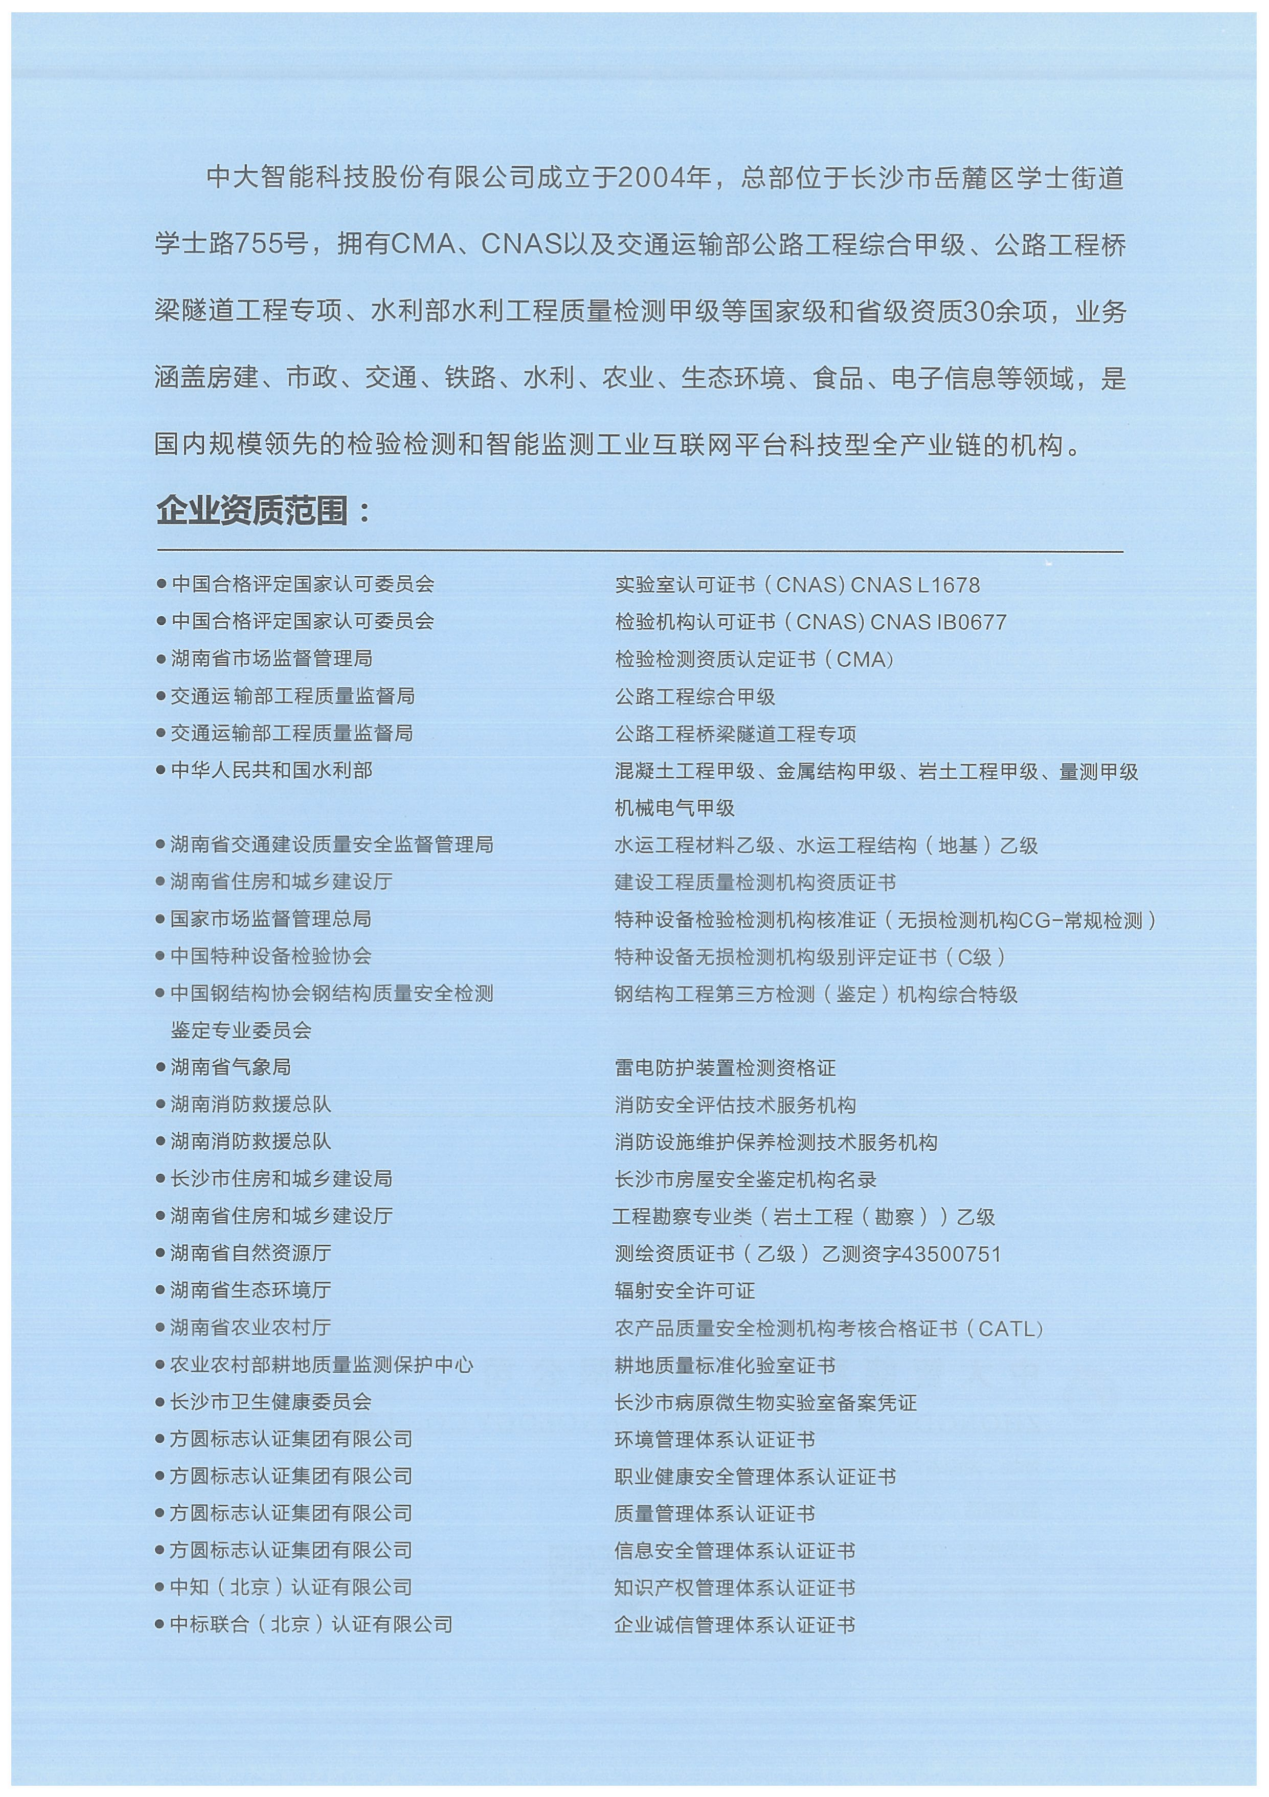 中大智能科技股份有限公司成立于2004年，总部位于长沙市岳麓区学士街道
学士路755号，拥有CMA、CNAS以及交通运输部公路工程综合甲级、公路工程桥
梁隧道工程专项、水利部水利工程质量检测甲级等国家级和省级资质30余项，业务
涵盖房建、市政、交通、铁路、水利、农业、生态环境、食品、电子信息等领域，是
国内规模领先的检验检测和智能监测工业互联网平台科技型全产业链的机构。
企业资质范围：
●中国合格评定国家认可委员会 实验室认可证书（CNAS) CNAS L1678
●中国合格评定国家认可委员会 检验机构认可证书（CNAS) CNAS IB0677
●湖南省市场监督管理局 检验检测资质认定证书（CMA）
●交通运输部工程质量监督局 公路工程综合甲级
●交通运输部工程质量监督局 公路工程桥梁隧道工程专项
●中华人民共和国水利部 混凝土工程甲级、金属结构甲级、岩土工程甲级、量测甲级
机械电气甲级
●湖南省交通建设质量安全监督管理局 水运工程材料乙级、水运工程结构（地基）乙级
●湖南省住房和城乡建设厅 建设工程质量检测机构资质证书
●国家市场监督管理总局 特种设备检验检测机构核准证（无损检测机构CG-常规检测）
●中国特种设备检验协会 特种设备无损检测机构级别评定证书（C级）
●中国钢结构协会钢结构质量安全检测 钢结构工程第三方检测（鉴定）机构综合特级
鉴定专业委员会
●湖南省气象局 雷电防护装置检测资格证
●湖南消防救援总队 消防安全评估技术服务机构
●湖南消防救援总队 消防设施维护保养检测技术服务机构
●长沙市住房和城乡建设局 长沙市房屋安全鉴定机构名录
●湖南省住房和城乡建设厅 工程勘察专业类（岩土工程（勘察））乙级
●湖南省自然资源厅 测绘资质证书（乙级） 乙测资字43500751
●湖南省生态环境厅 辐射安全许可证
●湖南省农业农村厅 农产品质量安全检测机构考核合格证书（CATL）
●农业农村部耕地质量监测保护中心 耕地质量标准化验室证书
●长沙市卫生健康委员会 长沙市病原微生物实验室备案凭证
●方圆标志认证集团有限公司 环境管理体系认证证书
●方圆标志认证集团有限公司 职业健康安全管理体系认证证书
●方圆标志认证集团有限公司 质量管理体系认证证书
●方圆标志认证集团有限公司 信息安全管理体系认证证书
●中知（北京）认证有限公司 知识产权管理体系认证证书
●中标联合（北京）认证有限公司 企业诚信管理体系认证证书